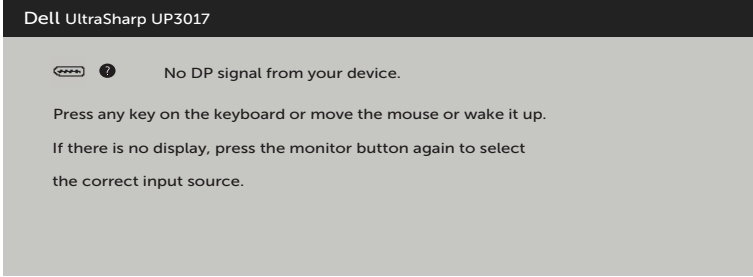 Dell UltraSharp UP3017
? No DP signal from your device.
Press any key on the keyboard or move the mouse or wake it up.
If there is no display, press the monitor button again to select
the correct input source.